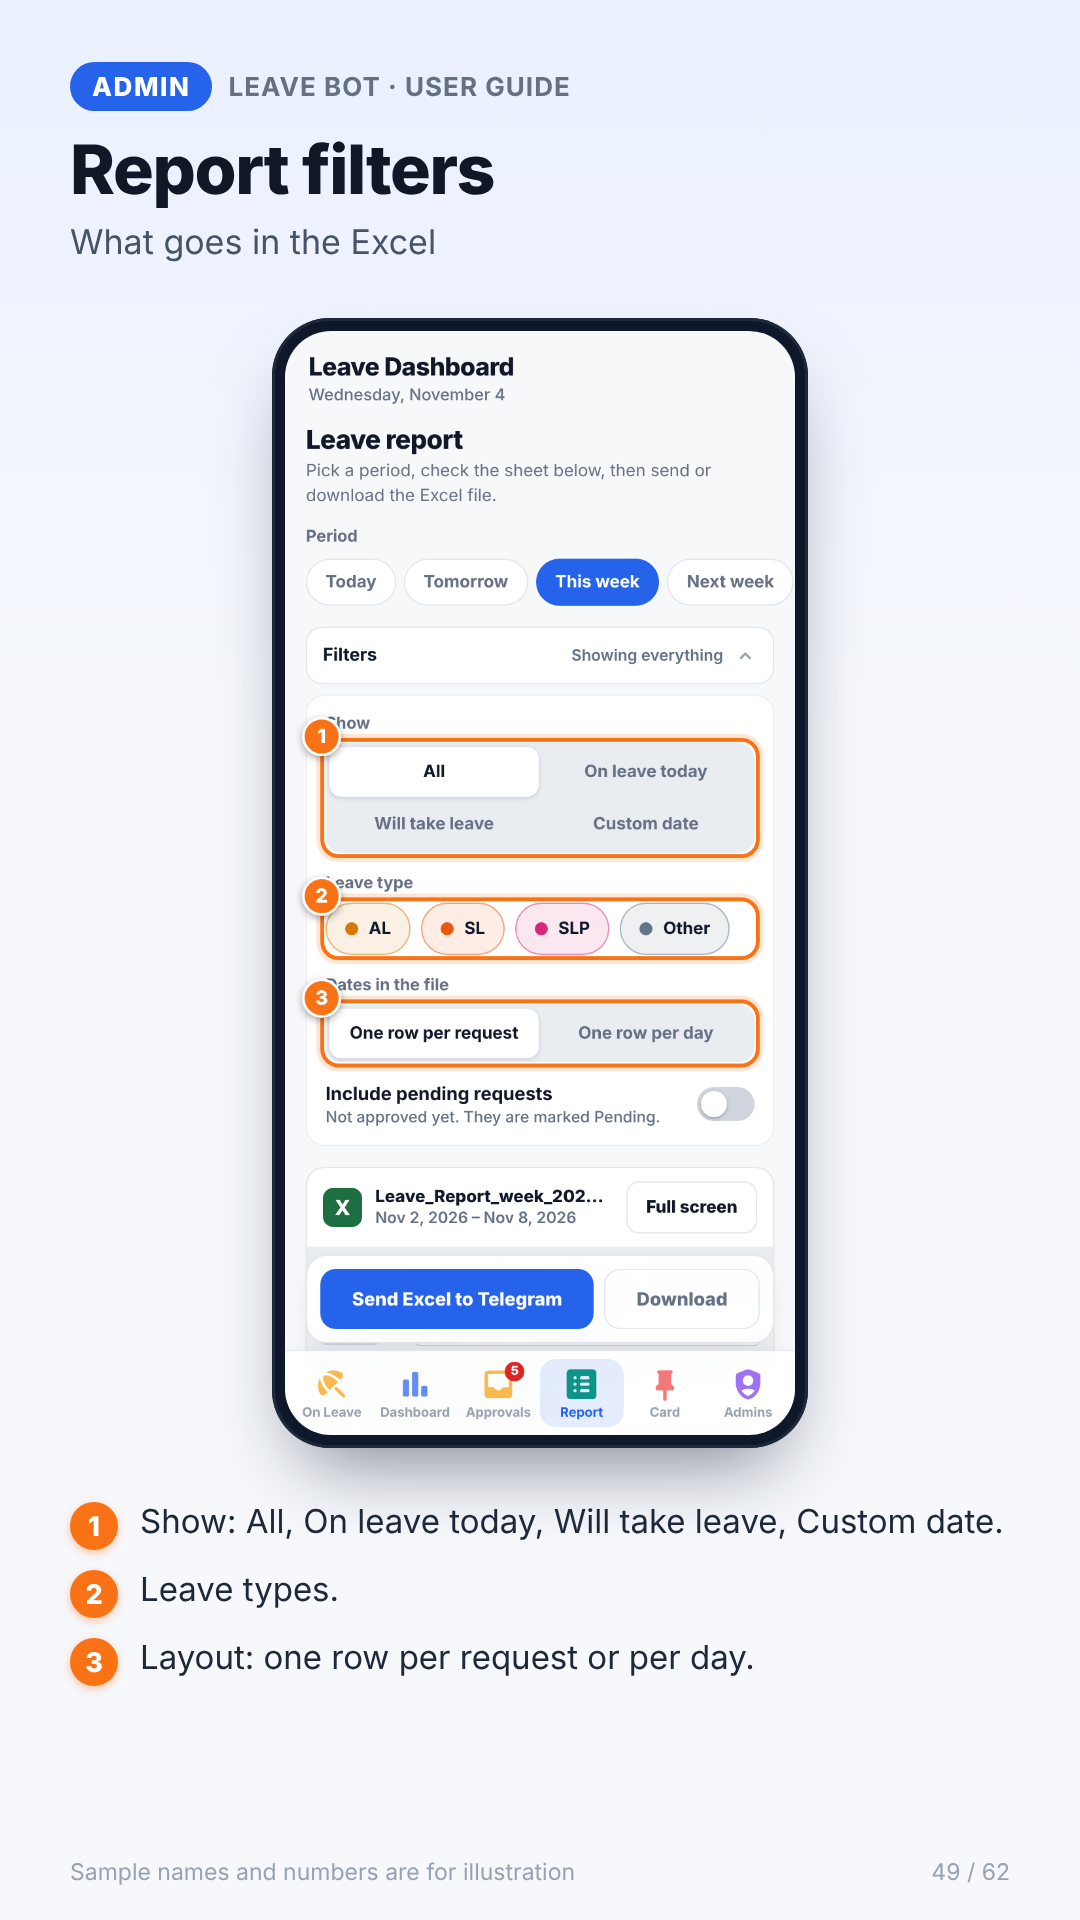 ADMIN LEAVE BOT · USER GUIDE
Report filters
What goes in the Excel
Leave Dashboard
Wednesday, November 4
Leave report
Pick a period, check the sheet below, then send or
download the Excel file.
Period
Today Tomorrow This week Next week
Filters Showing everything
Show
1
All On leave today
Will take leave Custom date
Leave type
2
AL SL SLP Other
Dates in the file
3
One row per request One row per day
Include pending requests
Not approved yet. They are marked Pending.
X Leave_Report_week_202... Full screen
Nov 2, 2026 – Nov 8, 2026
Send Excel to Telegram Download
5
On Leave Dashboard Approvals Report Card Admins
1 Show: All, On leave today, Will take leave, Custom date.
2 Leave types.
3 Layout: one row per request or per day.
Sample names and numbers are for illustration 49 / 62